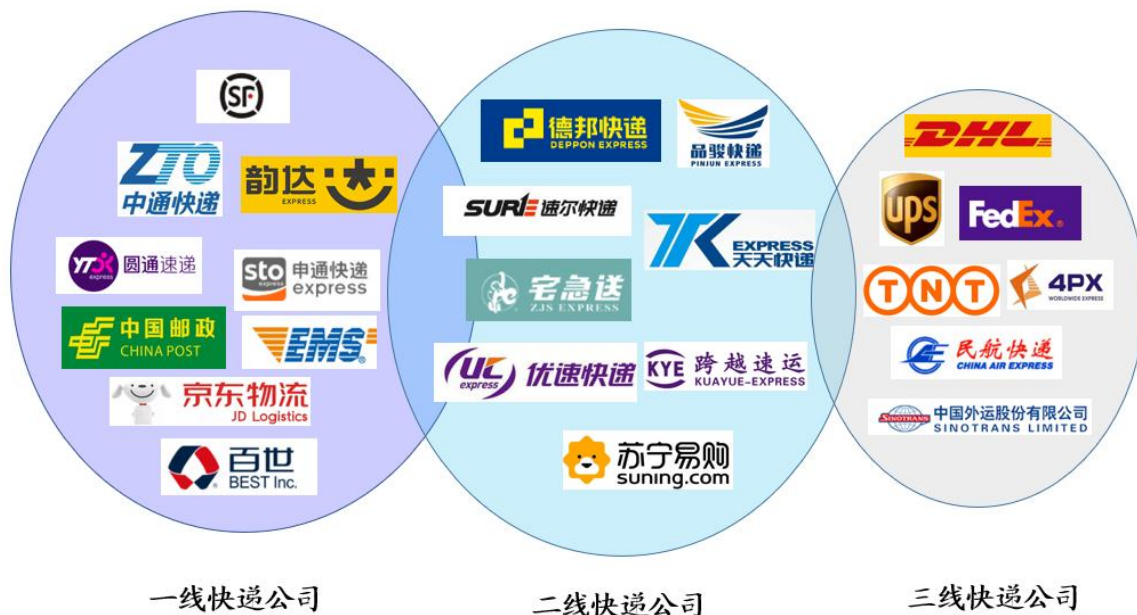 SF
ZTO
中通快递
韵达
EXPRESS
YTO
express
圆通速递
sto
express
申通快递
express
中国邮政
CHINA POST
EMS®
京东物流
JD Logistics
百世
BEST Inc.
一线快递公司
德邦快递
DEPPON EXPRESS
品骏快递
PINJUN EXPRESS
SURE 速尔快递
TTK
EXPRESS
天天快递
宅急送
ZJS EXPRESS
UC
express
优速快递
KYE
跨越速运
KUAYUE-EXPRESS
苏宁易购
suning.com
二线快递公司
DHL
ups
FedEx®
TNT
4PX
WORLDWIDE EXPRESS
民航快递
CHINA AIR EXPRESS
SINOTRANS
中国外运股份有限公司
SINOTRANS LIMITED
三线快递公司